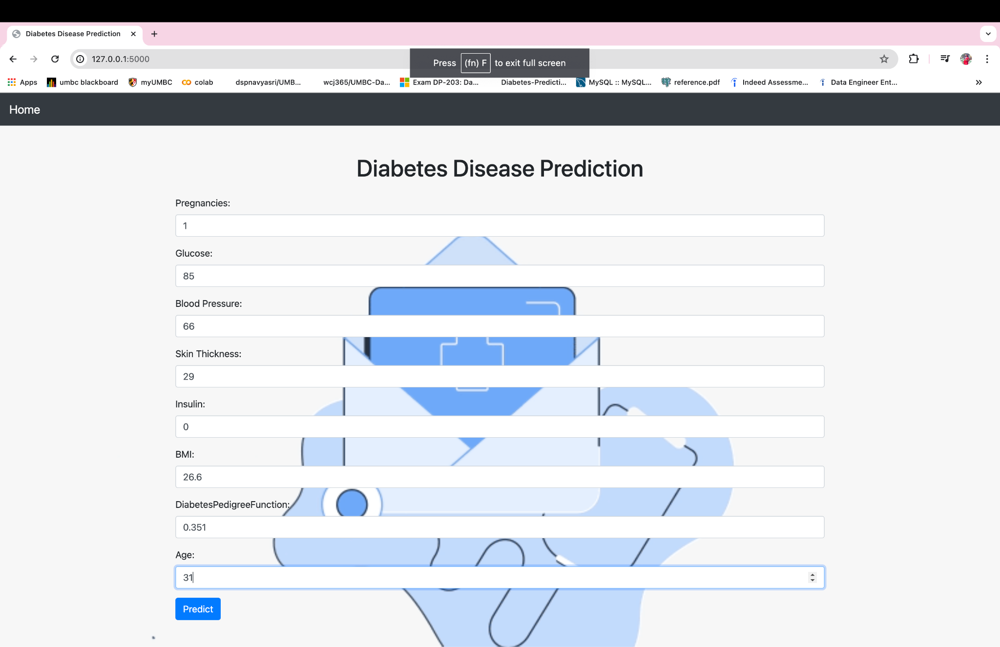 Diabetes Disease Prediction
127.0.0.1:5000
Press (fn) F to exit full screen
Apps umbc blackboard myUMBC colab dspnavyasri/UMB... wcj365/UMBC-Da... Exam DP-203: Da... Diabetes-Predicti... MySQL :: MySQL... reference.pdf Indeed Assessme... Data Engineer Ent...
Home
Diabetes Disease Prediction
Pregnancies:
1
Glucose:
85
Blood Pressure:
66
Skin Thickness:
29
Insulin:
0
BMI:
26.6
DiabetesPedigreeFunction:
0.351
Age:
31
Predict